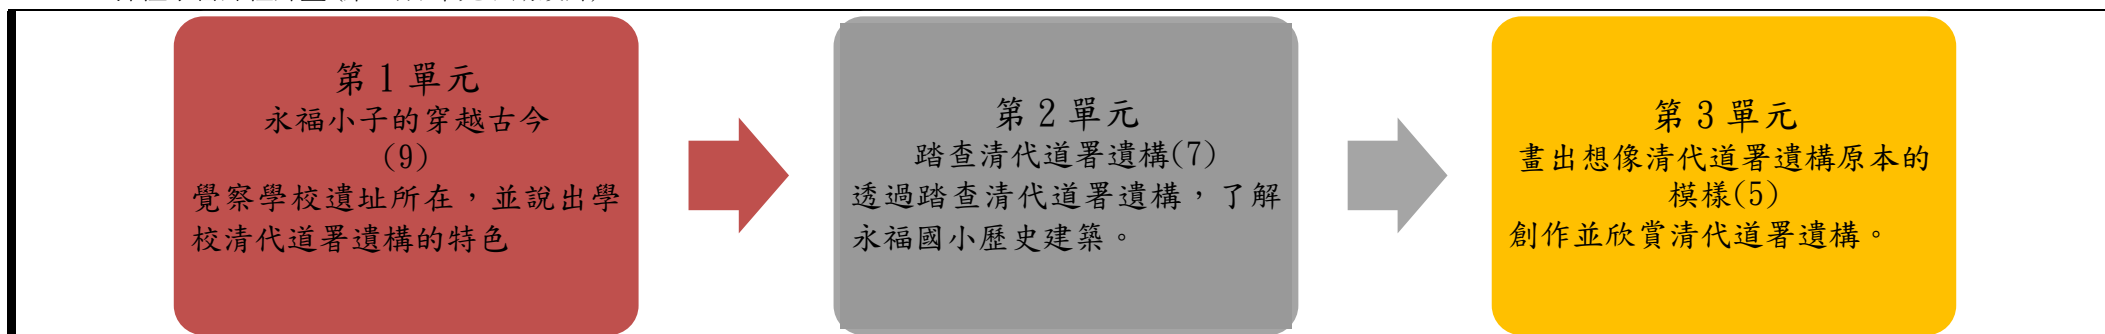 第 1 單元
永福小子的穿越古今
(9)
覺察學校遺址所在，並說出學
校清代道署遺構的特色
第 2 單元
踏查清代道署遺構(7)
透過踏查清代道署遺構，了解
永福國小歷史建築。
第 3 單元
畫出想像清代道署遺構原本的
模樣(5)
創作並欣賞清代道署遺構。